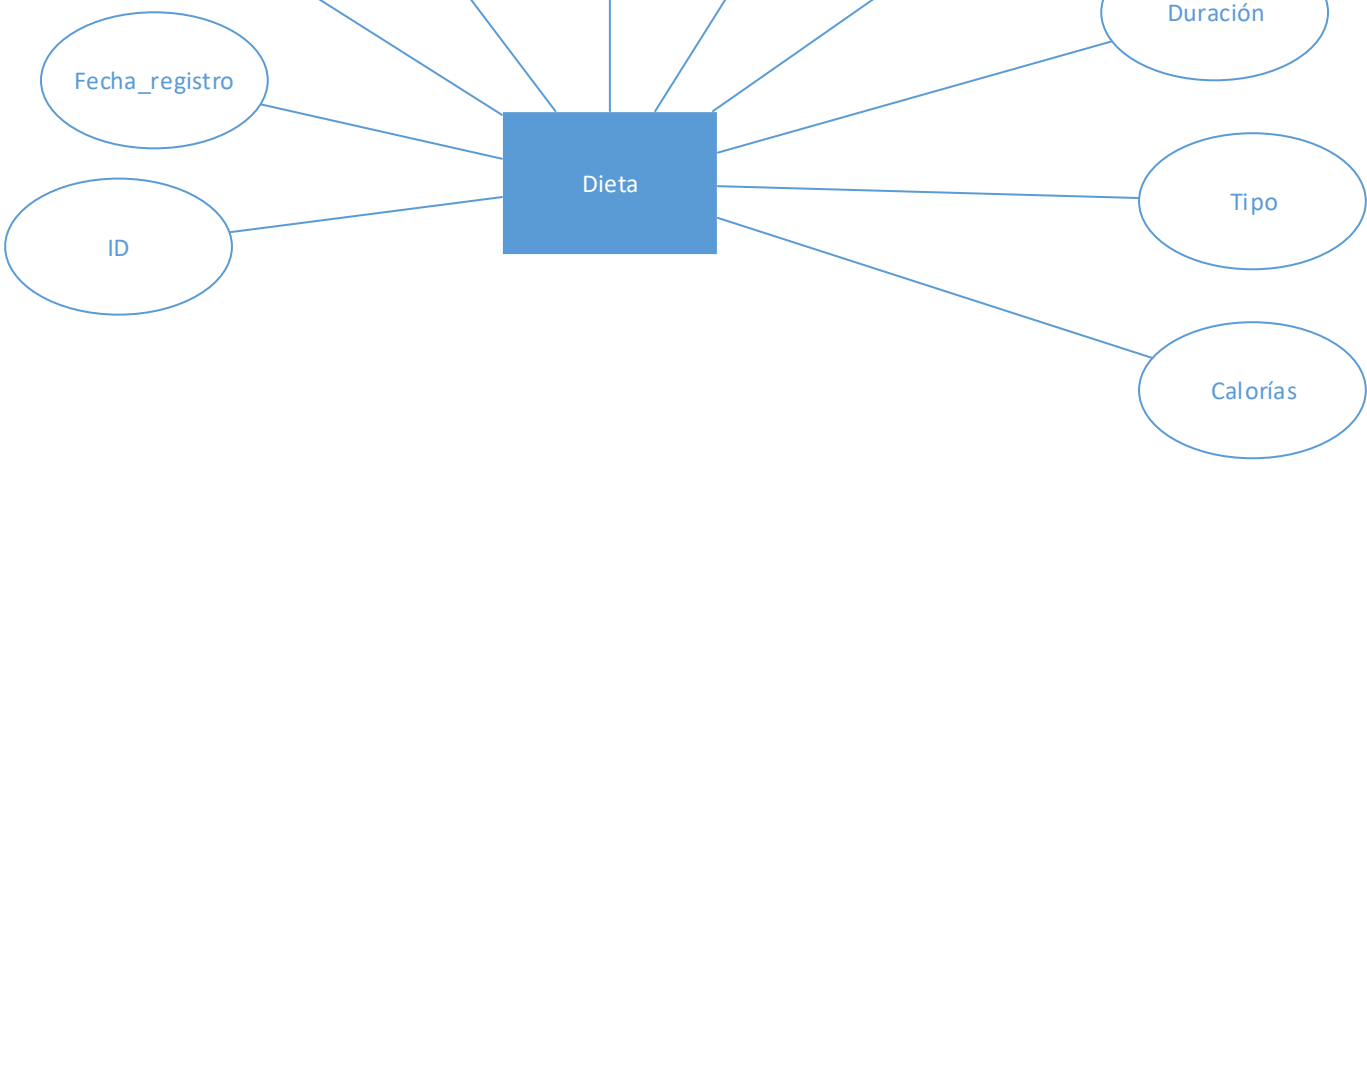 Duración
Fecha_registro
Dieta
Tipo
ID
Calorías